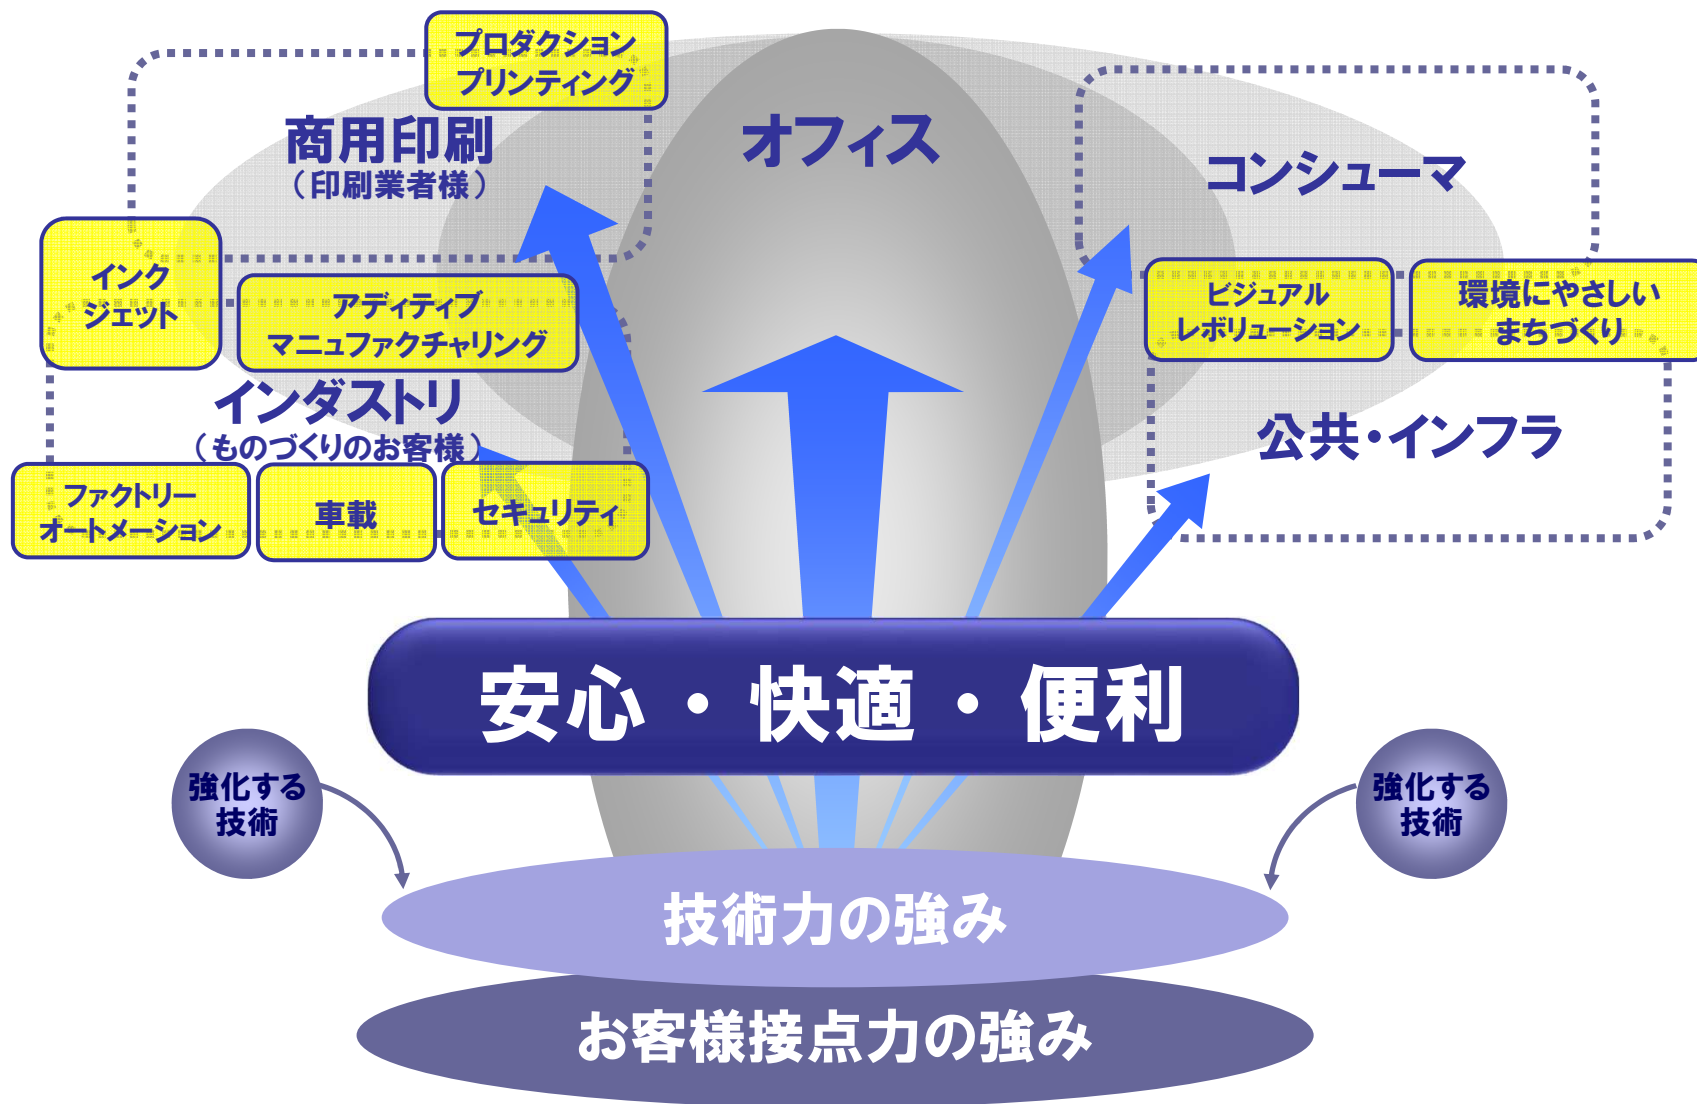 プロダクション
プリンティング
商用印刷
（印刷業者様）
オフィス
コンシューマ
インク
ジェット
アディティブ
マニュファクチャリング
ビジュアル
レボリューション
環境にやさしい
まちづくり
インダストリ
（ものづくりのお客様）
公共・インフラ
ファクトリー
オートメーション
車載
セキュリティ
安心・快適・便利
強化する
技術
強化する
技術
技術力の強み
お客様接点力の強み